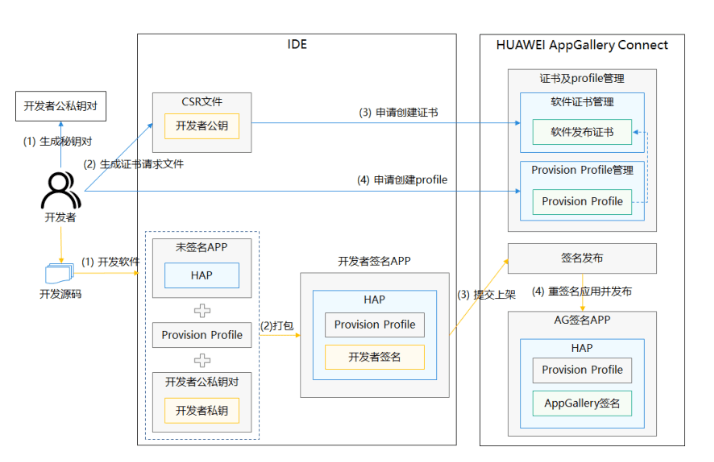 IDE
HUAWEI AppGallery Connect
证书及profile管理
CSR文件
软件证书管理
开发者公私钥对
开发者公钥
(3) 申请创建证书
软件发布证书
(1) 生成秘钥对
(2) 生成证书请求文件
Provision Profile管理
(4) 申请创建profile
Provision Profile
开发者
未签名APP
HAP
(1) 开发软件
开发源码
开发者签名APP
签名发布
(3) 提交上架
(4) 重签名应用并发布
HAP
Provision Profile
开发者签名
Provision Profile
(2)打包
AG签名APP
HAP
Provision Profile
AppGallery签名
开发者公私钥对
开发者私钥